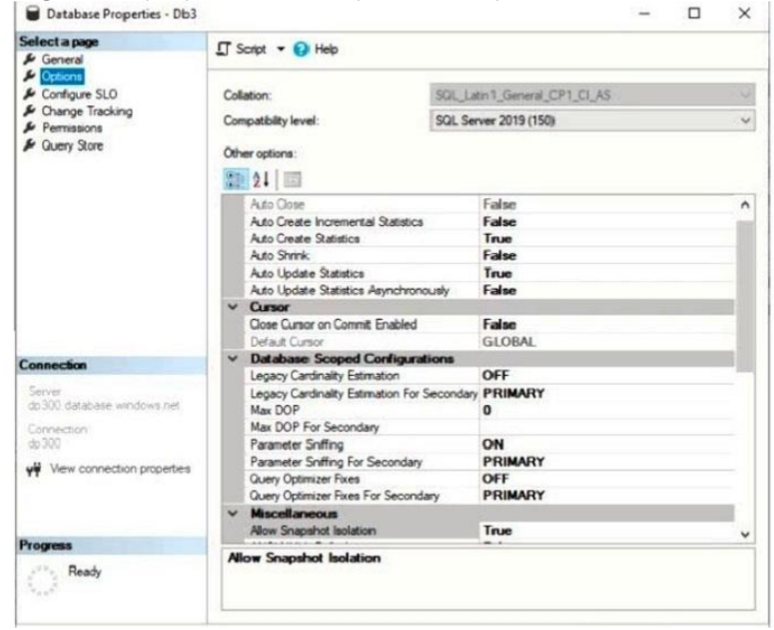 Database Properties - Db3
Select a page
General
Options
Configure SLO
Change Tracking
Permissions
Query Store
Script
Help
Collation: SQL_Latin1_General_CP1_CI_AS
Compatibility level: SQL Server 2019 (150)
Other options:
Auto Close False
Auto Create Incremental Statistics False
Auto Create Statistics True
Auto Shrink False
Auto Update Statistics True
Auto Update Statistics Asynchronously False
Cursor
Close Cursor on Commit Enabled False
Default Cursor GLOBAL
Database Scoped Configurations
Legacy Cardinality Estimation OFF
Legacy Cardinality Estimation For Secondary PRIMARY
Max DOP 0
Max DOP For Secondary
Parameter Sniffing ON
Parameter Sniffing For Secondary PRIMARY
Query Optimizer Fixes OFF
Query Optimizer Fixes For Secondary PRIMARY
Miscellaneous
Allow Snapshot Isolation True
Allow Snapshot Isolation
Connection
Server
dp300 database windows.net
Connection
dp300
View connection properties
Progress
Ready